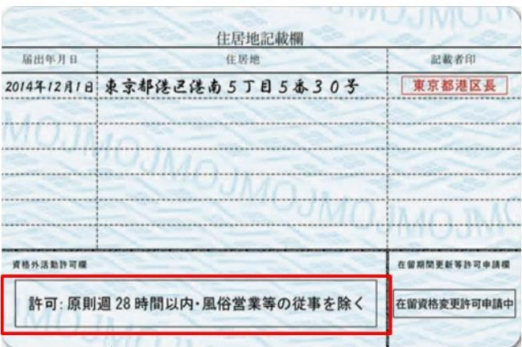 住居地記載欄
届出年月日 住居地 記載者印
2014年12月1日 東京都港区港南5丁目5番30号 東京都港区長
MOJMOJMOJMOJMOJMO
資格外活動許可欄 在留期間更新等許可申請欄
許可:原則週28時間以内・風俗営業等の従事を除く 在留資格変更許可申請中